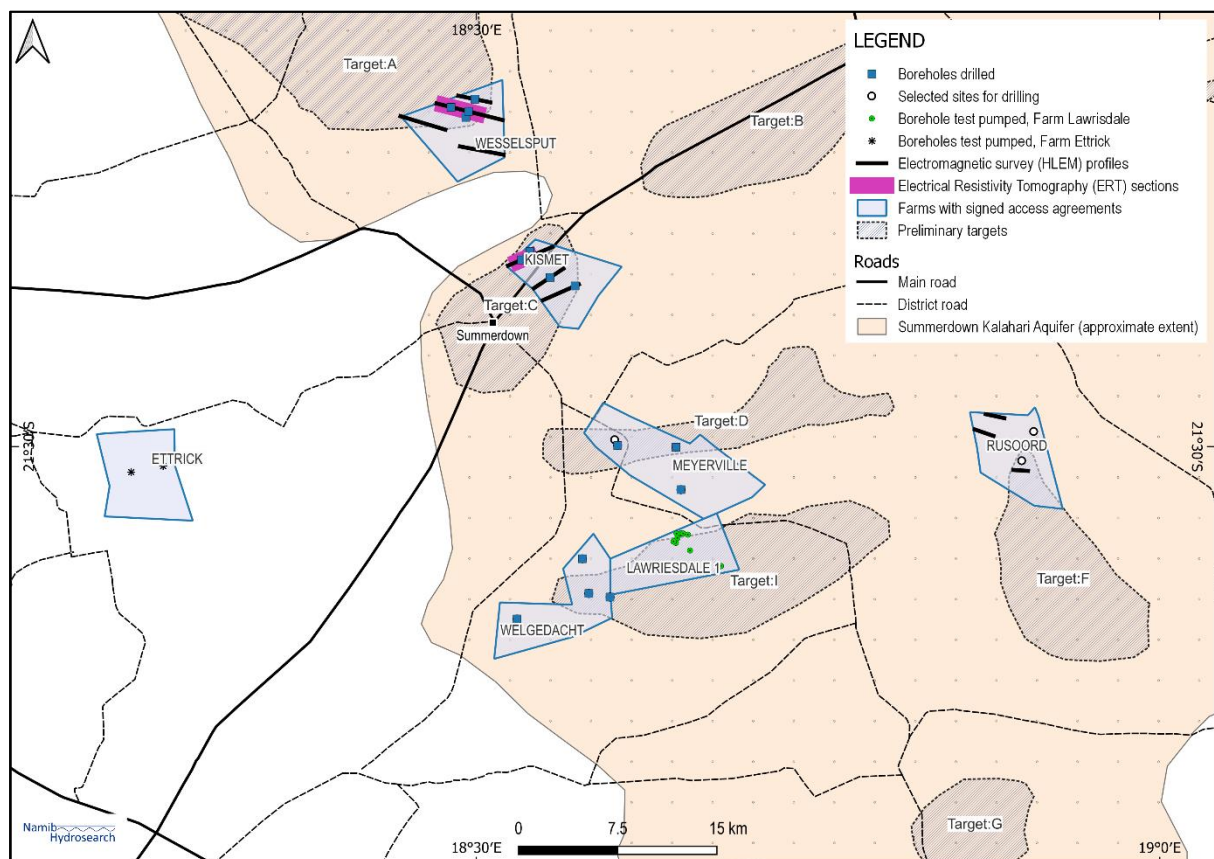 18°30′E
LEGEND
Boreholes drilled
Selected sites for drilling
Borehole test pumped, Farm Lawrisdale
Boreholes test pumped, Farm Ettrick
Electromagnetic survey (HLEM) profiles
Electrical Resistivity Tomography (ERT) sections
Farms with signed access agreements
Preliminary targets
Roads
Main road
District road
Summerdown Kalahari Aquifer (approximate extent)
Target:A
Target:B
WESSELSPUT
KISMET
Target:C
Summerdown
Target:D
21°30′S
ETTRICK
MEYERVILLE
RUSOORD
21°30′S
LAWRIESDALE 1
Target:I
Target:F
WELGEDACHT
Target:G
Namib
Hydrosearch
18°30′E
0 7.5 15 km
19°0′E